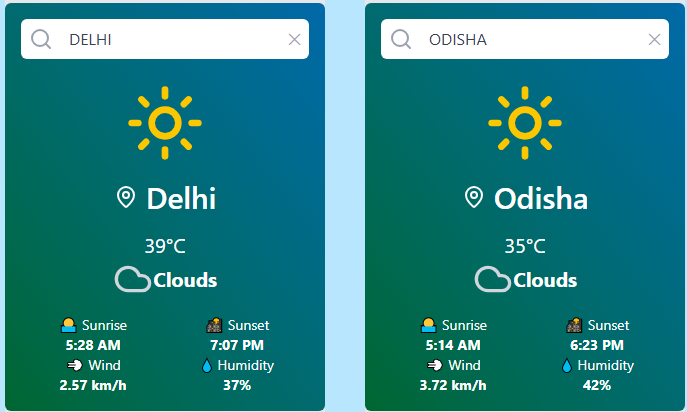 DELHI
Delhi
39°C
Clouds
Sunrise
5:28 AM
Sunset
7:07 PM
Wind
2.57 km/h
Humidity
37%
ODISHA
Odisha
35°C
Clouds
Sunrise
5:14 AM
Sunset
6:23 PM
Wind
3.72 km/h
Humidity
42%